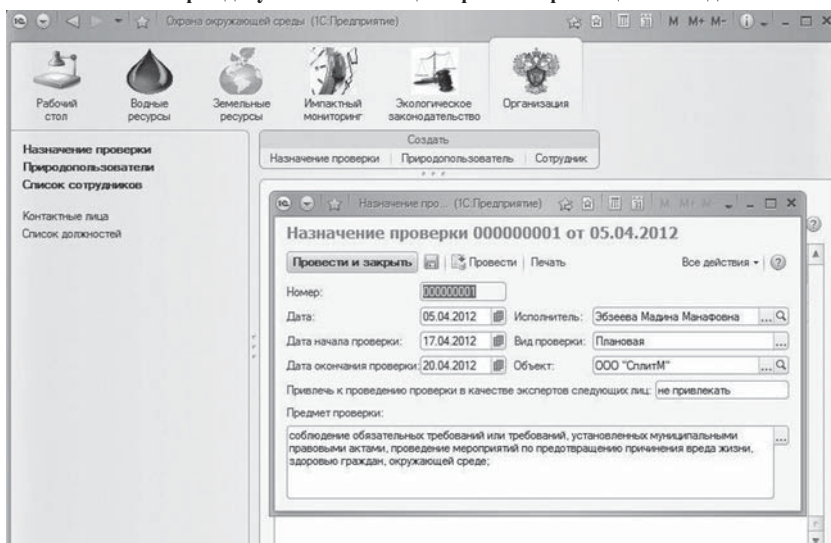 Охрана окружающей среды (1С:Предприятие)
M M+ M-
Рабочий стол
Водные ресурсы
Земельные ресурсы
Импактный мониторинг
Экологическое законодательство
Организация
Назначение проверки
Природопользователи
Список сотрудников
Контактные лица
Список должностей
Создать
Назначение проверки Природопользователь Сотрудник
Назначение про... (1С:Предприятие) M M+ M-
Назначение проверки 000000001 от 05.04.2012
Провести и закрыть Провести Печать Все действия
Номер: 000000001
Дата: 05.04.2012 Исполнитель: Эбзеева Мадина Манафовна
Дата начала проверки: 17.04.2012 Вид проверки: Плановая
Дата окончания проверки: 20.04.2012 Объект: ООО "СплитМ"
Привлечь к проведению проверки в качестве экспертов следующих лиц: не привлекать
Предмет проверки:
соблюдение обязательных требований или требований, установленных муниципальными
правовыми актами, проведение мероприятий по предотвращению причинения вреда жизни,
здоровью граждан, окружающей среде;